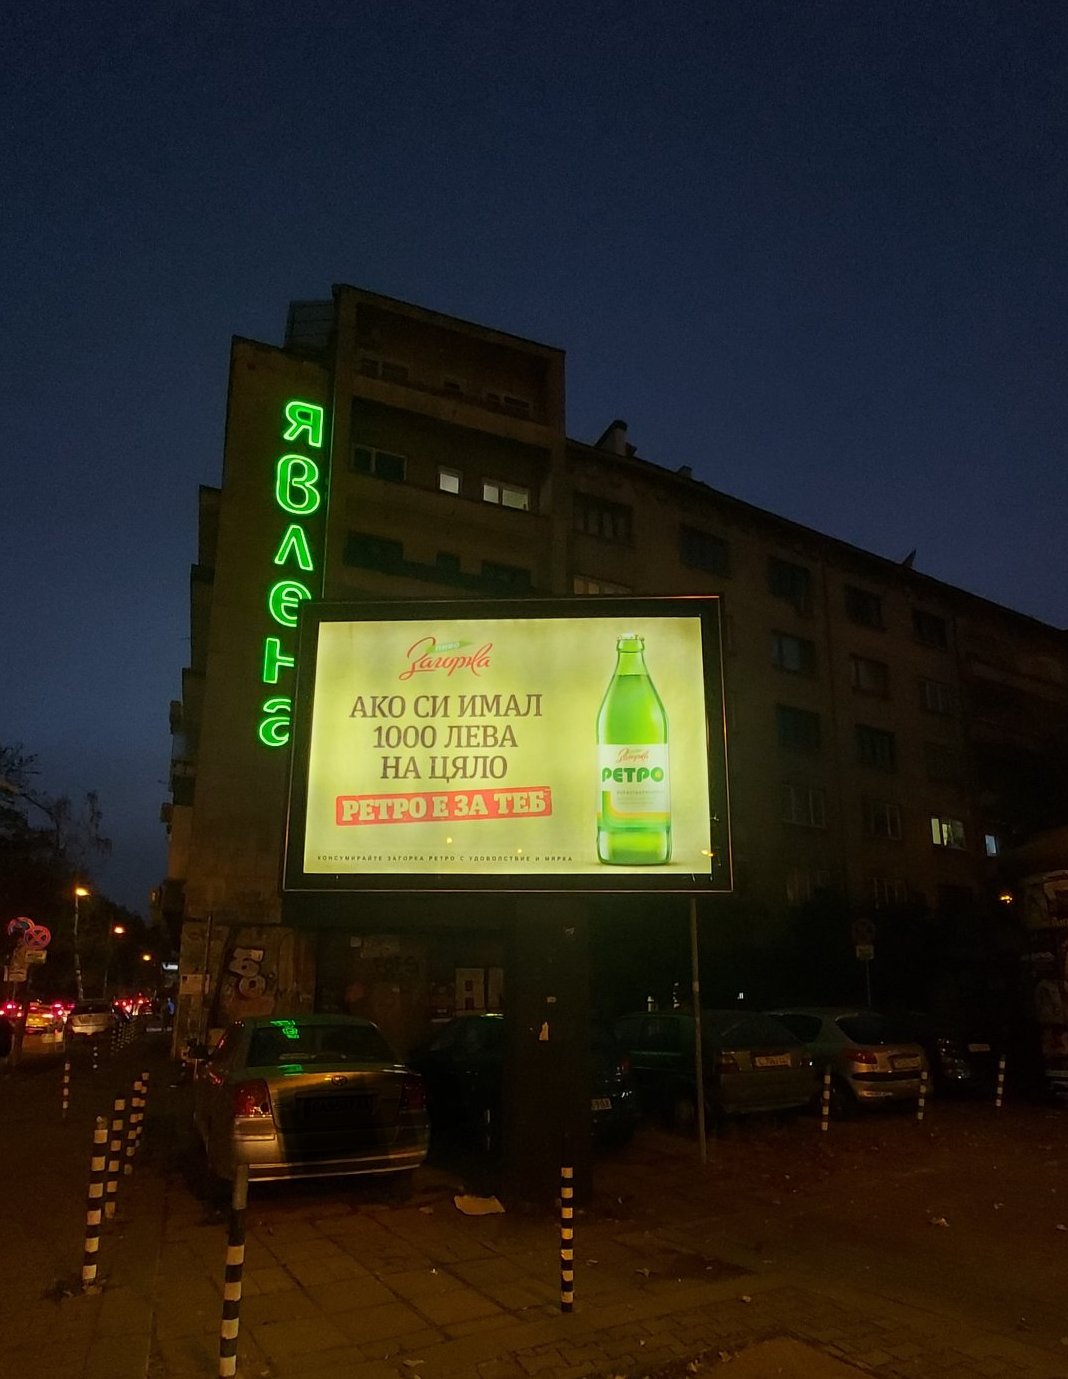 явлена
пиво
Загорка
АКО СИ ИМАЛ
1000 ЛЕВА
НА ЦЯЛО
РЕТРО Е ЗА ТЕБ
КОНСУМИРАЙТЕ ЗАГОРКА РЕТРО С УДОВОЛСТВИЕ И МЯРКА
Загорка
РЕТРО